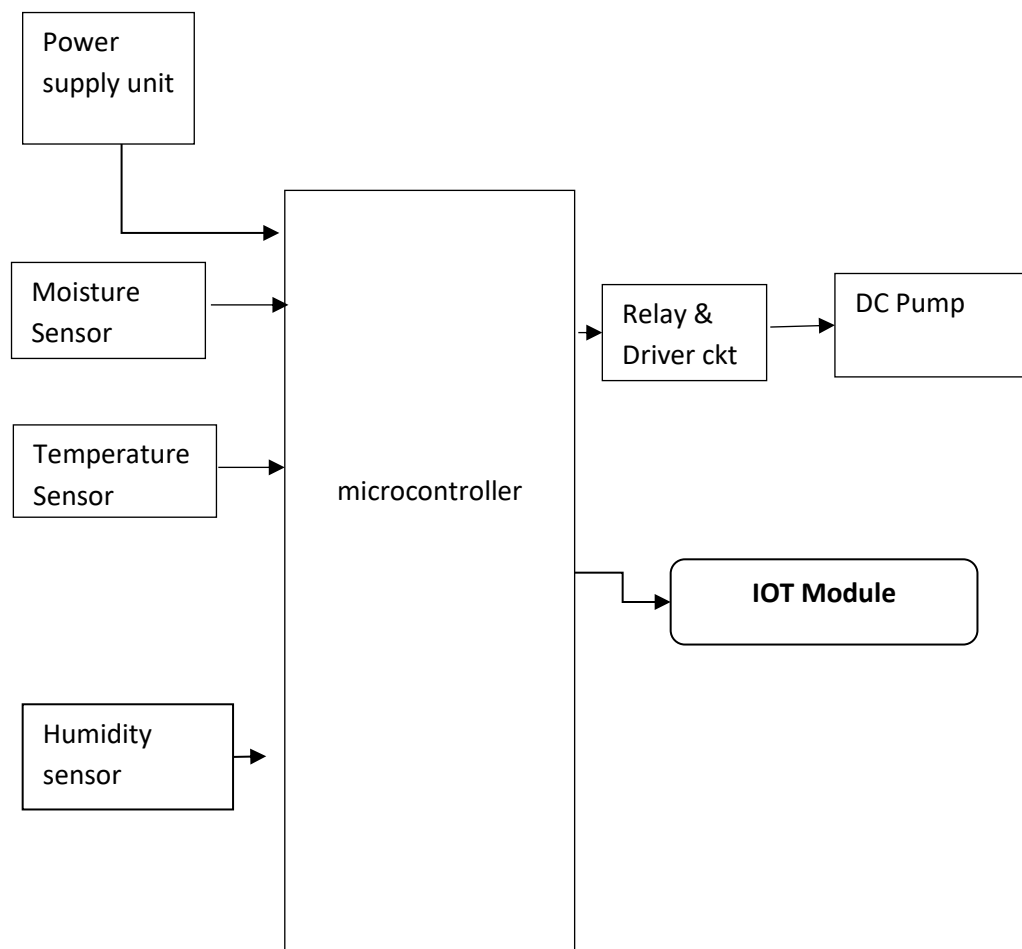 Power
supply unit
Moisture
Sensor
Relay &
Driver ckt
DC Pump
Temperature
Sensor
microcontroller
IOT Module
Humidity
sensor